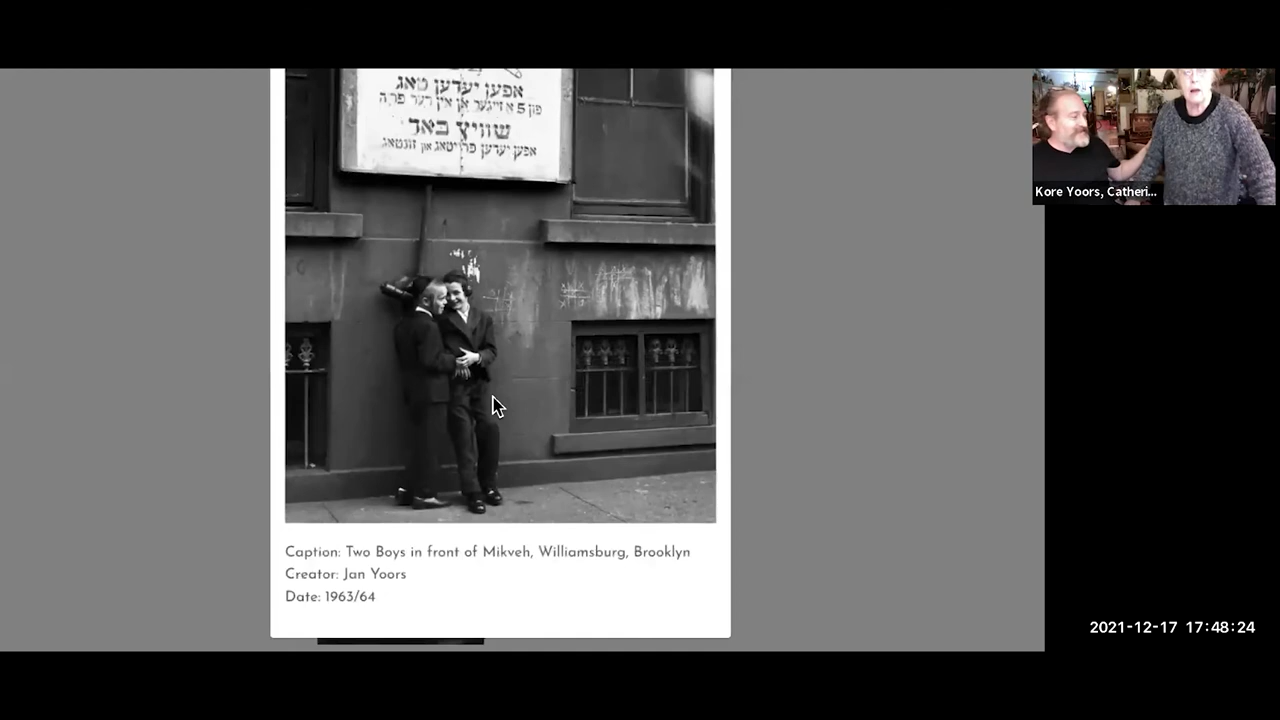 אפען יעדען טאג
פון 5 א זייגער אן אין דער פריה
שוויץ באד
אפען יעדען פרייטאג און זונטאג
Caption: Two Boys in front of Mikveh, Williamsburg, Brooklyn
Creator: Jan Yoors
Date: 1963/64
Kore Yoors, Catheri...
2021-12-17 17:48:24